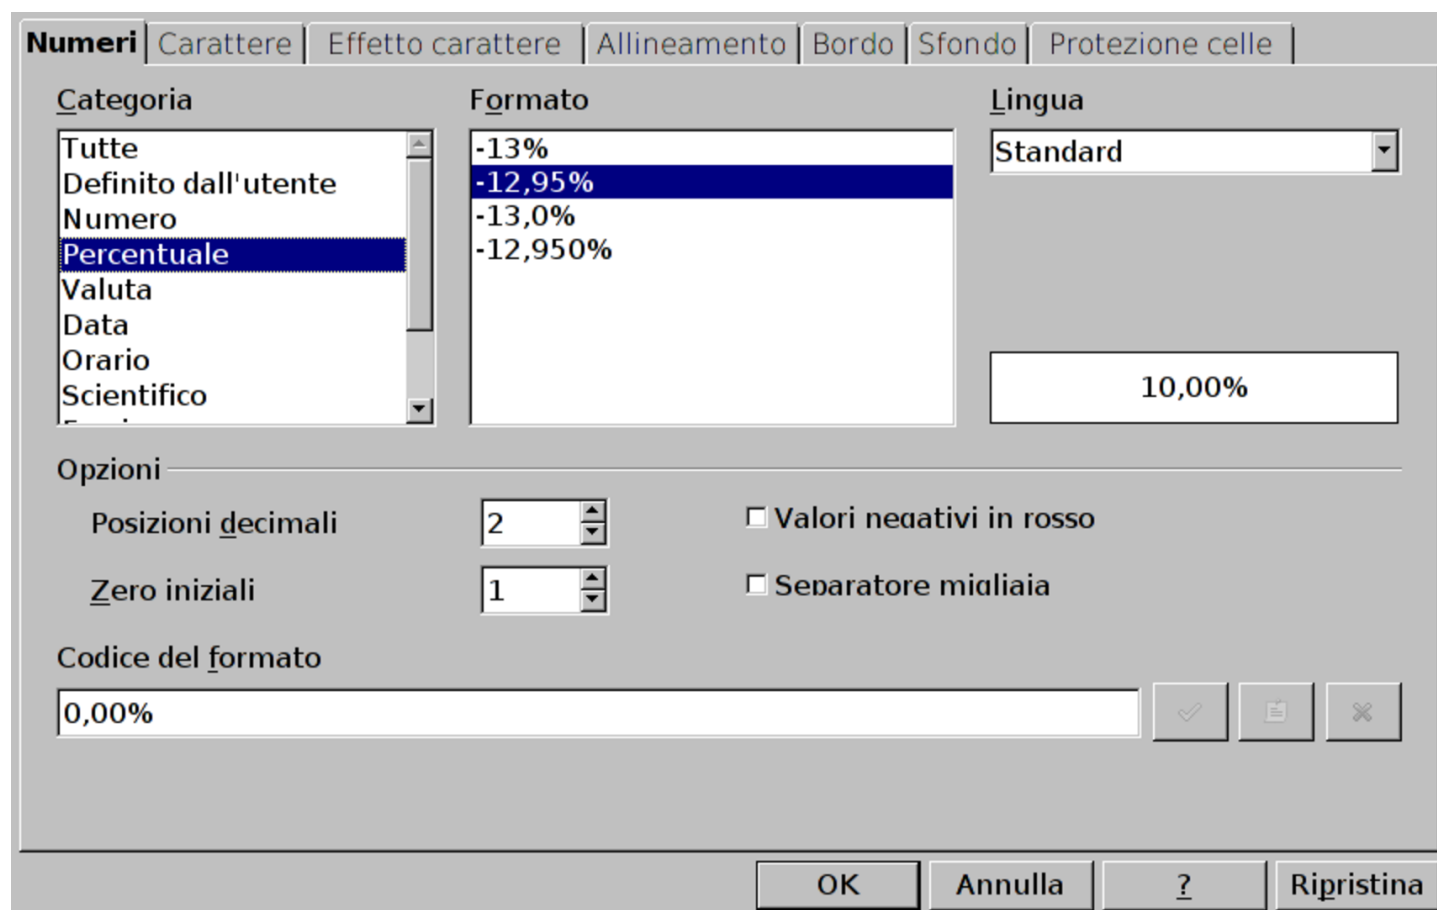 Numeri Carattere Effetto carattere Allineamento Bordo Sfondo Protezione celle
Categoria Formato Lingua
Tutte
Definito dall'utente
Numero
Percentuale
Valuta
Data
Orario
Scientifico
-13%
-12,95%
-13,0%
-12,950%
Standard
10,00%
Opzioni
Posizioni decimali 2 Valori negativi in rosso
Zero iniziali 1 Separatore migliaia
Codice del formato
0,00%
OK Annulla ? Ripristina